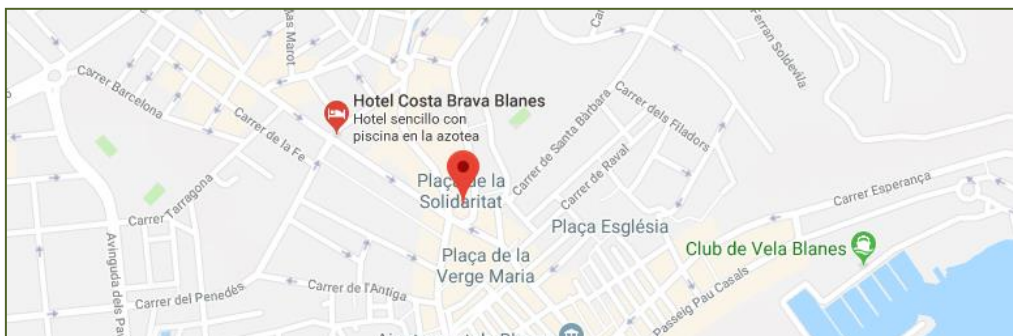 Mas Marot
Ferran Soldevila
Carrer Barcelona
Hotel Costa Brava Blanes
Hotel sencillo con
piscina en la azotea
Carrer de la Fe
Carrer de Santa Bàrbara
Carrer dels Filadors
Carrer Tarragona
Plaça de la
Solidaritat
Carrer de Raval
Carrer Esperança
Plaça Església
Avinguda dels
Plaça de la
Verge Maria
Club de Vela Blanes
Carrer del Penedès
Carrer de l'Antiga
Passeig Pau Casals